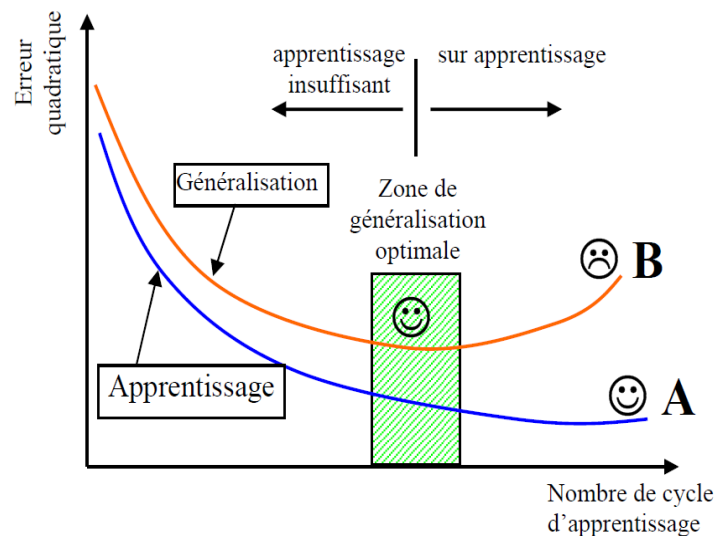 Erreur
quadratique
apprentissage
insuffisant
sur apprentissage
Généralisation
Zone de
généralisation
optimale
B
Apprentissage
A
Nombre de cycle
d’apprentissage